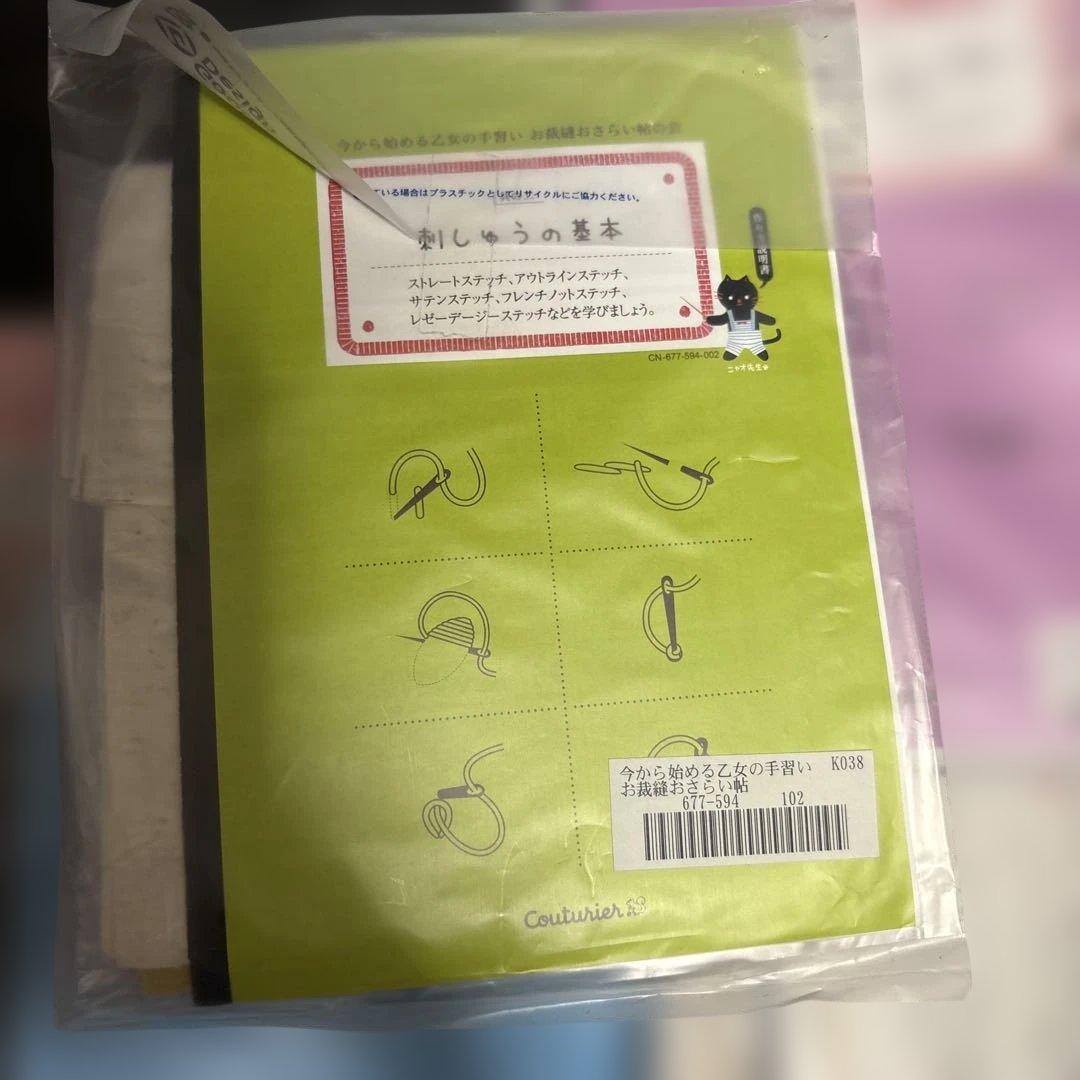 今から始める乙女の手習い お裁縫おさらい帖の会
ている場合はプラスチックとしてリサイクルにご協力ください。
刺しゅうの基本
ストレートステッチ、アウトラインステッチ、
サテンステッチ、フレンチノットステッチ、
レゼーデージーステッチなどを学びましょう。
説明書
CN-677-594-002
ニャオ先生
今から始める乙女の手習い K038
お裁縫おさらい帖
677-594 102
Couturier